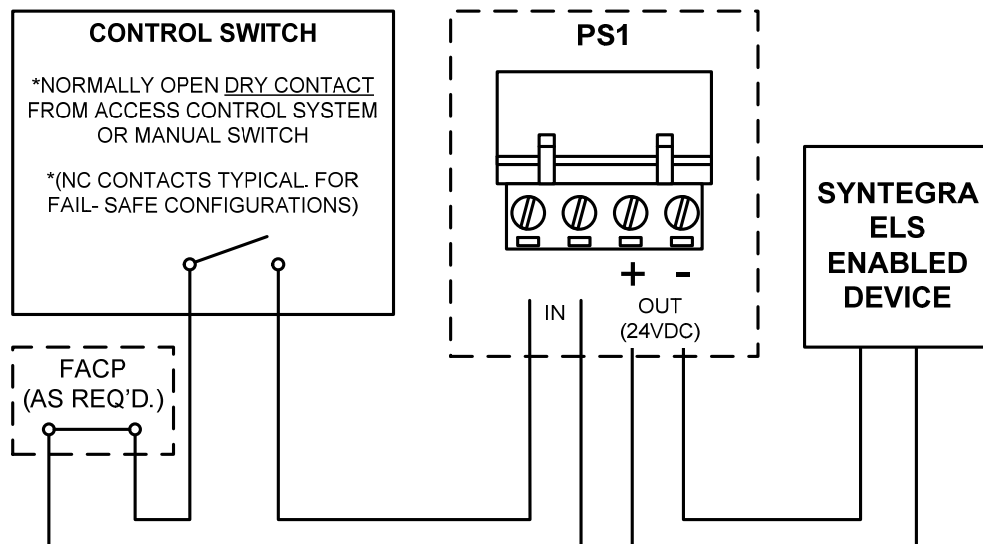 CONTROL SWITCH
*NORMALLY OPEN DRY CONTACT
FROM ACCESS CONTROL SYSTEM
OR MANUAL SWITCH
*(NC CONTACTS TYPICAL. FOR
FAIL- SAFE CONFIGURATIONS)
FACP
(AS REQ'D.)
PS1
+ -
IN
OUT
(24VDC)
SYNTEGRA
ELS
ENABLED
DEVICE